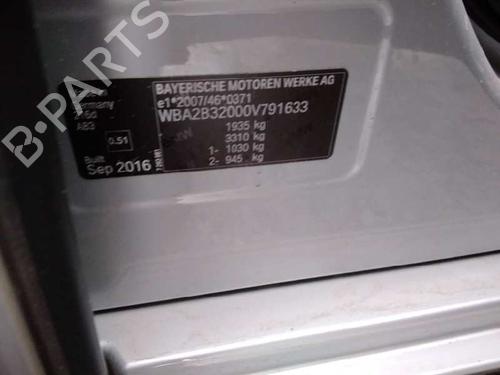 B-PARTS
BAYERISCHE MOTOREN WERKE AG
e1*2007/46*0371
WBA2B32000V791633
1935 kg
3310 kg
1- 1030 kg
2- 945 kg
Germany
A83
0.51
Built
Sep 2016